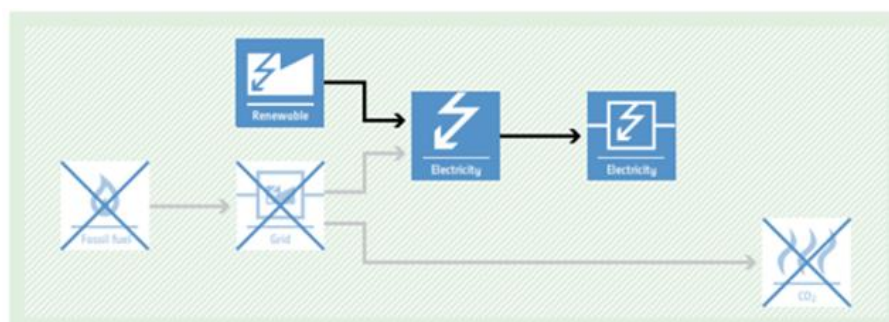 Renewable
Electricity
Electricity
Fossil fuel
Grid
CO₂